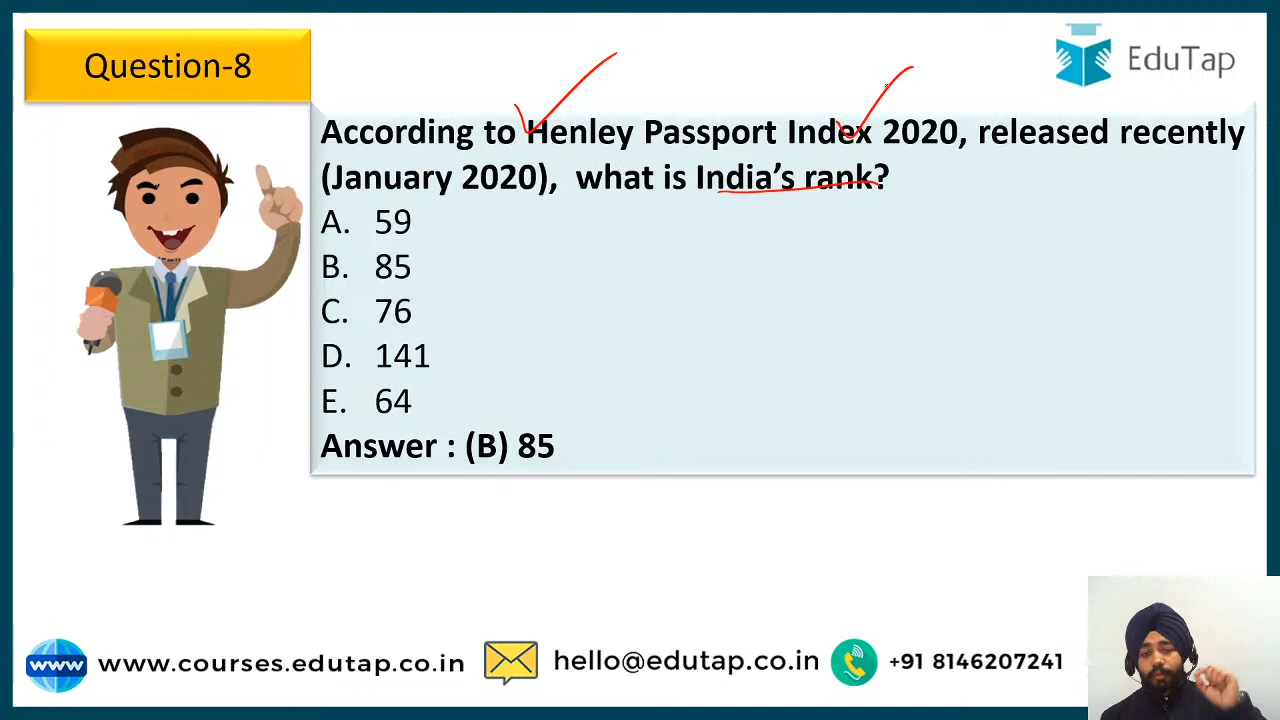 Question-8
EduTap
According to Henley Passport Index 2020, released recently
(January 2020), what is India's rank?
A. 59
B. 85
C. 76
D. 141
E. 64
Answer : (B) 85
www
www.courses.edutap.co.in
hello@edutap.co.in
+91 8146207241